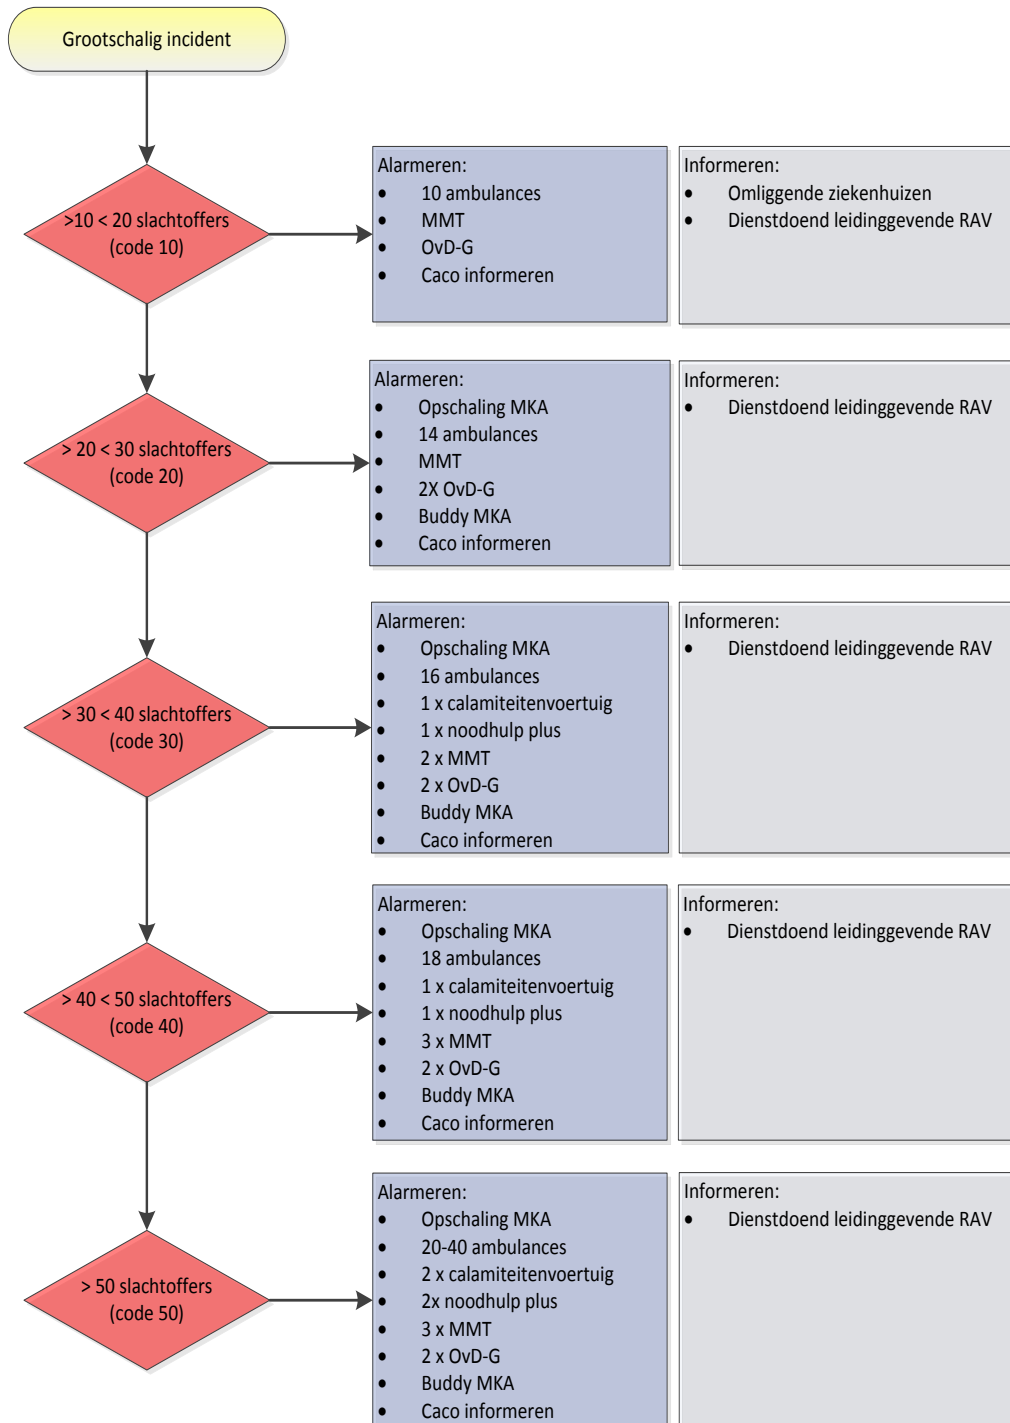 Grootschalig incident
>10 < 20 slachtoffers
(code 10)
Alarmeren:
• 10 ambulances
• MMT
• OvD-G
• Caco informeren
Informeren:
• Omliggende ziekenhuizen
• Dienstdoend leidinggevende RAV
> 20 < 30 slachtoffers
(code 20)
Alarmeren:
• Opschaling MKA
• 14 ambulances
• MMT
• 2X OvD-G
• Buddy MKA
• Caco informeren
Informeren:
• Dienstdoend leidinggevende RAV
> 30 < 40 slachtoffers
(code 30)
Alarmeren:
• Opschaling MKA
• 16 ambulances
• 1 x calamiteitenvoertuig
• 1 x noodhulp plus
• 2 x MMT
• 2 x OvD-G
• Buddy MKA
• Caco informeren
Informeren:
• Dienstdoend leidinggevende RAV
> 40 < 50 slachtoffers
(code 40)
Alarmeren:
• Opschaling MKA
• 18 ambulances
• 1 x calamiteitenvoertuig
• 1 x noodhulp plus
• 3 x MMT
• 2 x OvD-G
• Buddy MKA
• Caco informeren
Informeren:
• Dienstdoend leidinggevende RAV
> 50 slachtoffers
(code 50)
Alarmeren:
• Opschaling MKA
• 20-40 ambulances
• 2 x calamiteitenvoertuig
• 2x noodhulp plus
• 3 x MMT
• 2 x OvD-G
• Buddy MKA
• Caco informeren
Informeren:
• Dienstdoend leidinggevende RAV